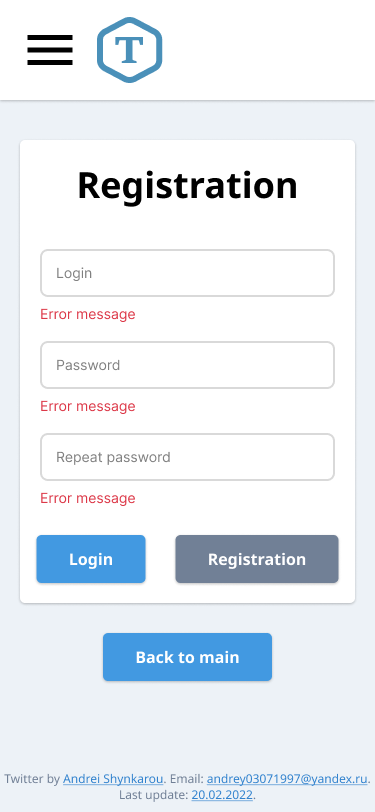 T
Registration
Login
Error message
Password
Error message
Repeat password
Error message
Login Registration
Back to main
Twitter by Andrei Shynkarou. Email: andrey03071997@yandex.ru.
Last update: 20.02.2022.